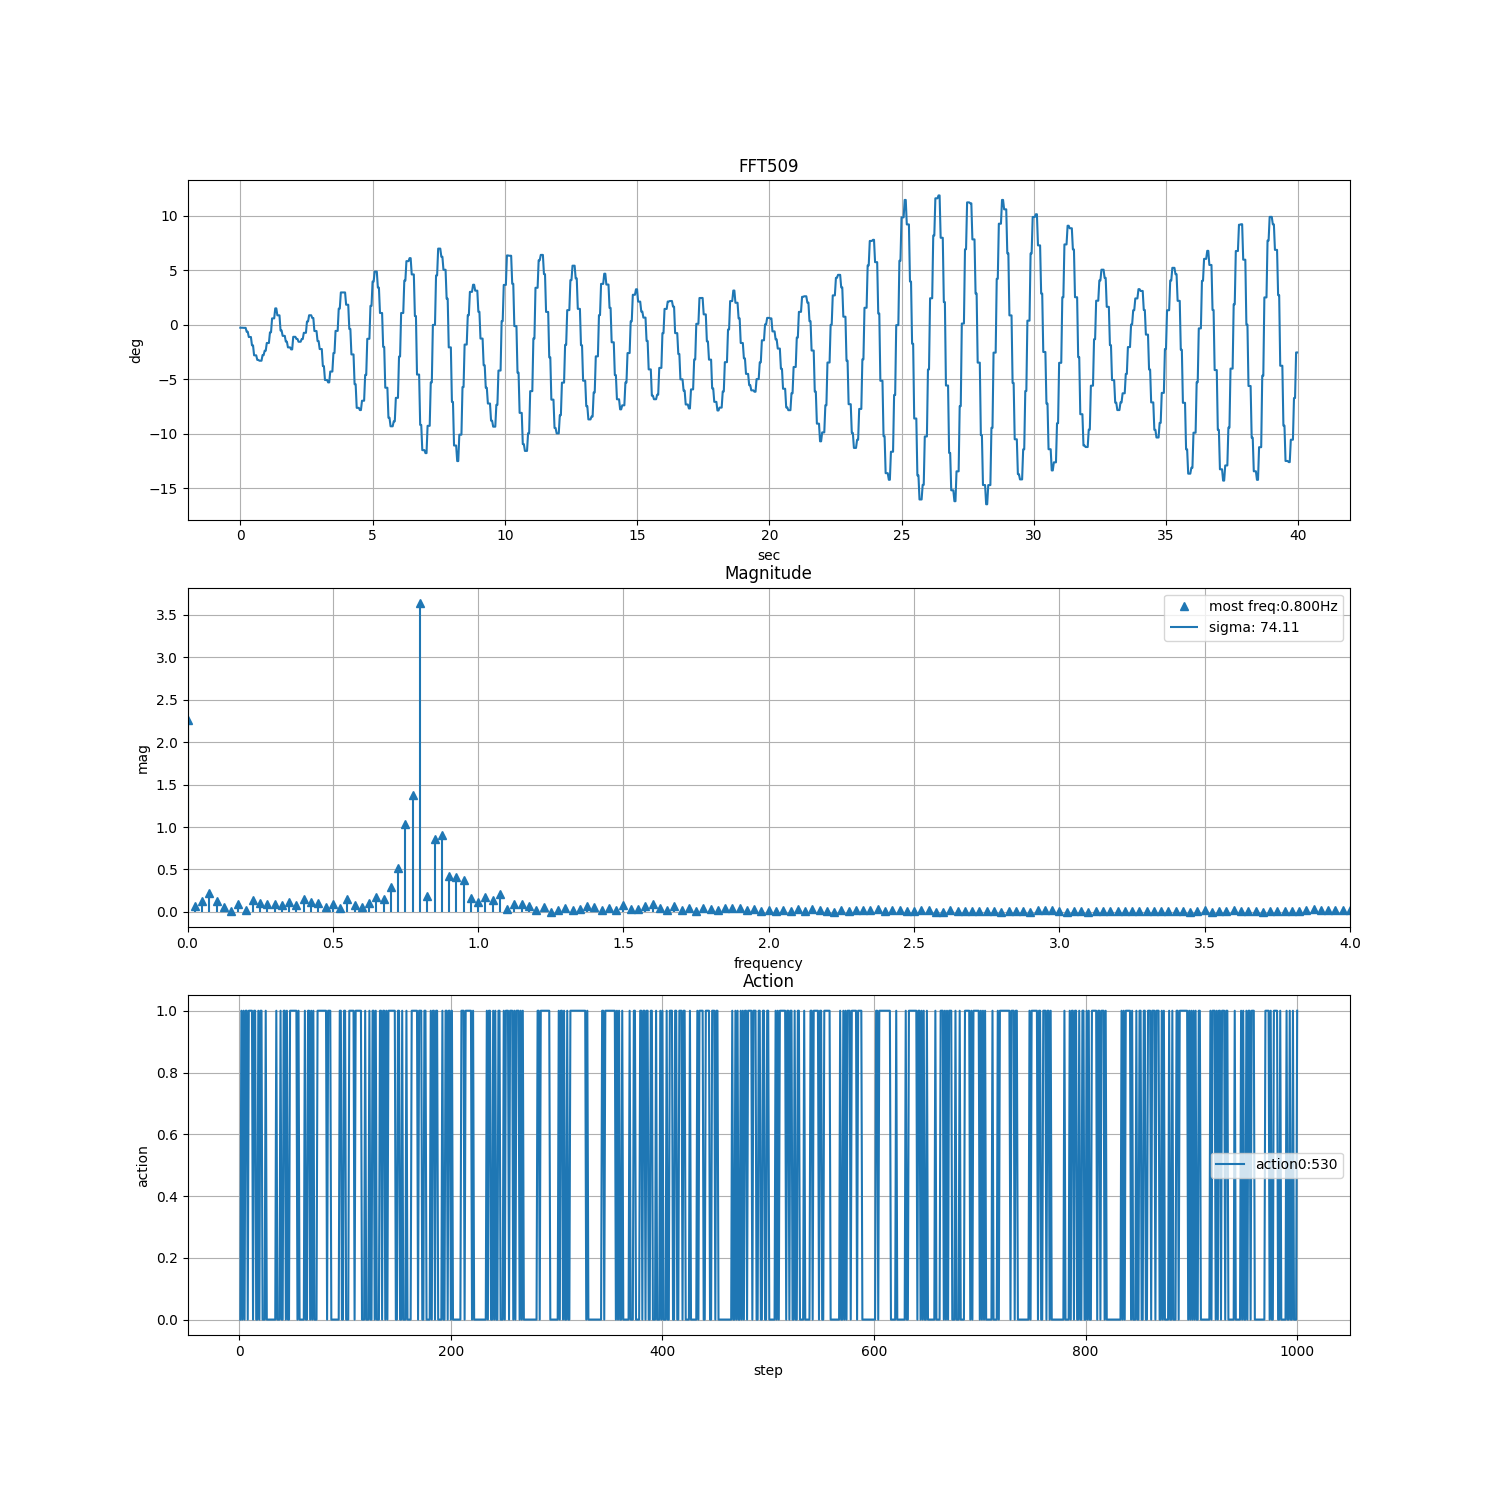 FFT509
10
5
0
−5
−10
−15
deg
0 5 10 15 20 25 30 35 40
sec
Magnitude
3.5
3.0
2.5
2.0
1.5
1.0
0.5
0.0
mag
most freq:0.800Hz
sigma: 74.11
0.0 0.5 1.0 1.5 2.0 2.5 3.0 3.5 4.0
frequency
Action
1.0
0.8
0.6
0.4
0.2
0.0
action
action0:530
0 200 400 600 800 1000
step